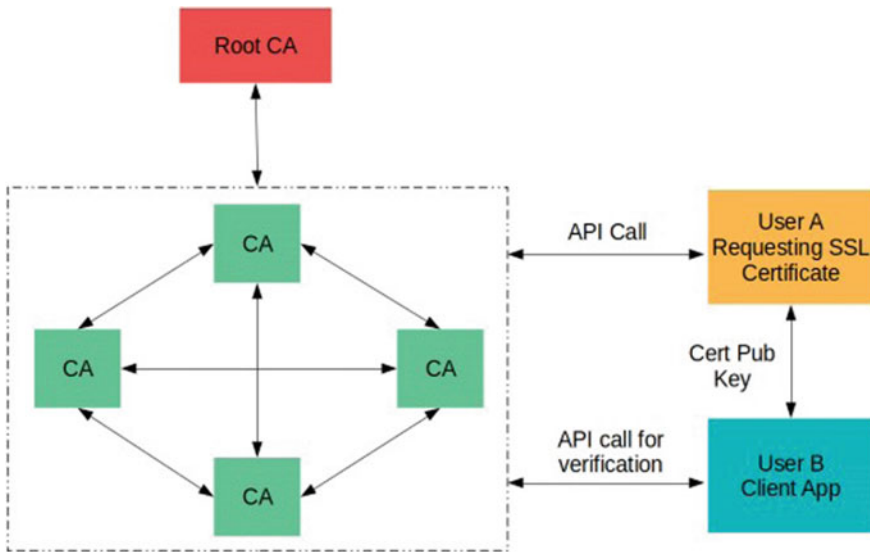 Root CA
CA
CA
CA
CA
API Call
User A
Requesting SSL
Certificate
Cert Pub
Key
API call for
verification
User B
Client App